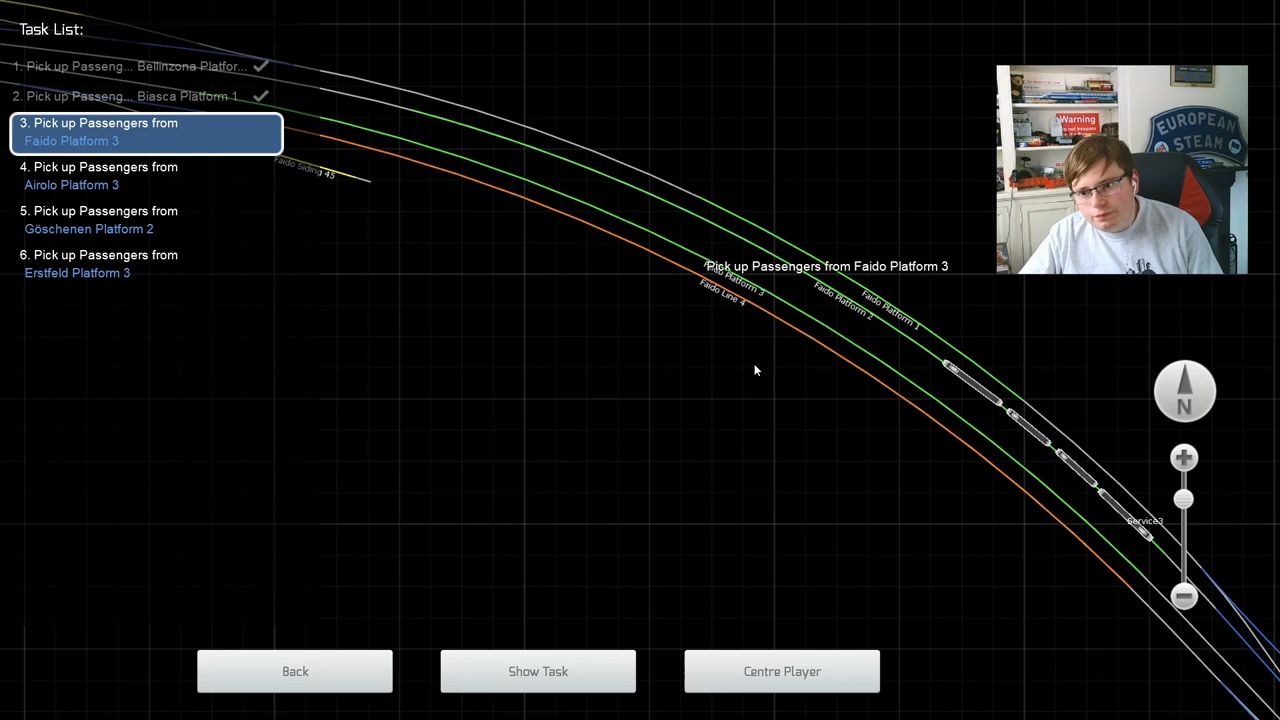 Task List:
1. Pick up Passeng... Bellinzona Platfor...
2. Pick up Passeng... Biasca Platform 1
3. Pick up Passengers from
Faido Platform 3
4. Pick up Passengers from
Airolo Platform 3
5. Pick up Passengers from
Göschenen Platform 2
6. Pick up Passengers from
Erstfeld Platform 3
Faido Siding 45
Pick up Passengers from Faido Platform 3
Faido Platform 3
Faido Line 4
Faido Platform 2
Faido Platform 1
Service3
Warning
EUROPEAN
STEAM
N
Back
Show Task
Centre Player